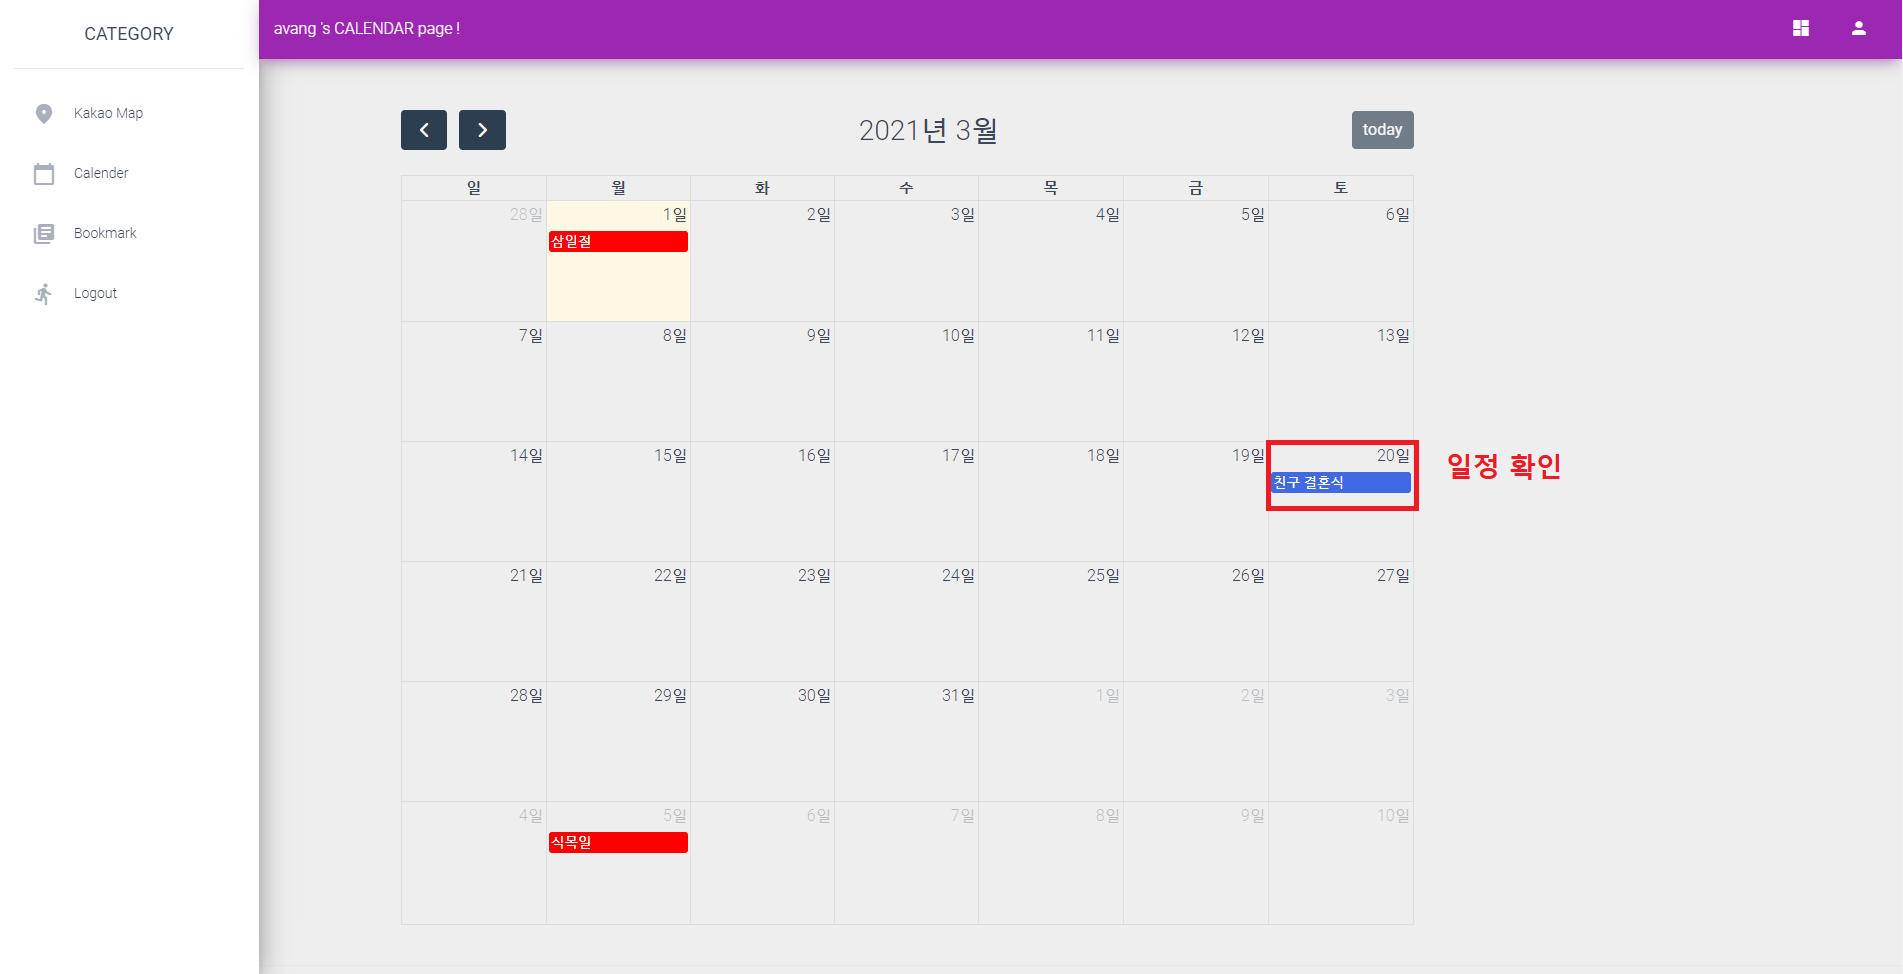 CATEGORY
Kakao Map
Calender
Bookmark
Logout
avang 's CALENDAR page !
2021년 3월
today
일 월 화 수 목 금 토
28일 1일 2일 3일 4일 5일 6일
삼일절
7일 8일 9일 10일 11일 12일 13일
14일 15일 16일 17일 18일 19일 20일
친구 결혼식
일정 확인
21일 22일 23일 24일 25일 26일 27일
28일 29일 30일 31일 1일 2일 3일
4일 5일 6일 7일 8일 9일 10일
식목일